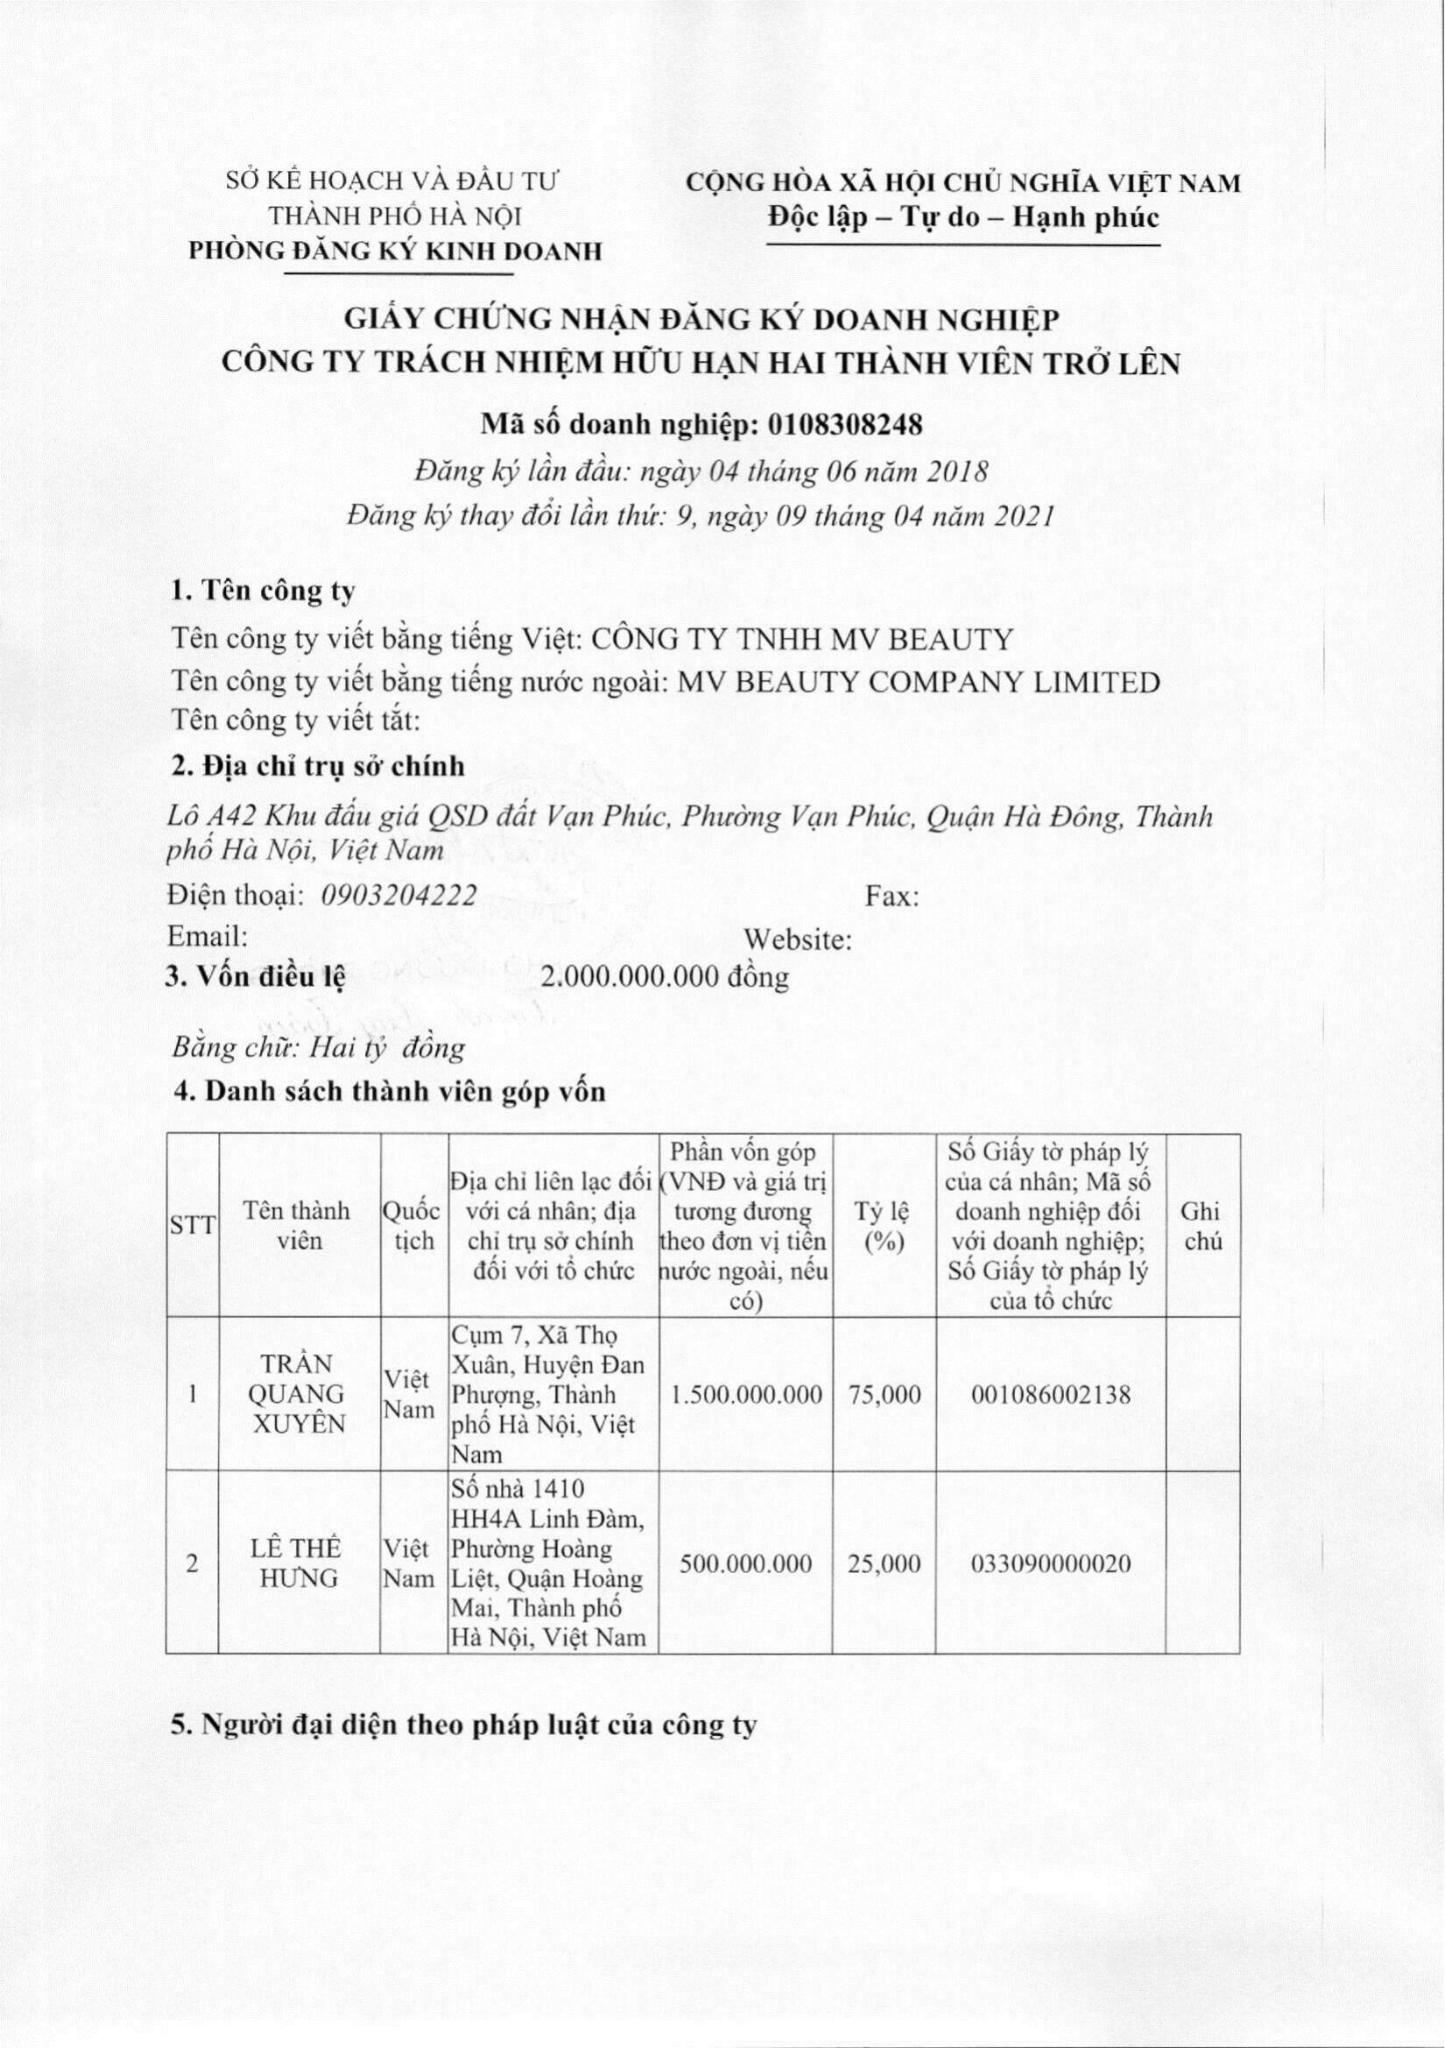 SỞ KẾ HOẠCH VÀ ĐẦU TƯ
THÀNH PHỐ HÀ NỘI
PHÒNG ĐĂNG KÝ KINH DOANH
CỘNG HÒA XÃ HỘI CHỦ NGHĨA VIỆT NAM
Độc lập – Tự do – Hạnh phúc
GIẤY CHỨNG NHẬN ĐĂNG KÝ DOANH NGHIỆP
CÔNG TY TRÁCH NHIỆM HỮU HẠN HAI THÀNH VIÊN TRỞ LÊN
Mã số doanh nghiệp: 0108308248
Đăng ký lần đầu: ngày 04 tháng 06 năm 2018
Đăng ký thay đổi lần thứ: 9, ngày 09 tháng 04 năm 2021
1. Tên công ty
Tên công ty viết bằng tiếng Việt: CÔNG TY TNHH MV BEAUTY
Tên công ty viết bằng tiếng nước ngoài: MV BEAUTY COMPANY LIMITED
Tên công ty viết tắt:
2. Địa chỉ trụ sở chính
Lô A42 Khu đấu giá QSD đất Vạn Phúc, Phường Vạn Phúc, Quận Hà Đông, Thành
phố Hà Nội, Việt Nam
Điện thoại: 0903204222 Fax:
Email: Website:
3. Vốn điều lệ 2.000.000.000 đồng
Bằng chữ: Hai tỷ đồng
4. Danh sách thành viên góp vốn
STT
Tên thành
viên
Quốc
tịch
Địa chỉ liên lạc đối
với cá nhân; địa
chỉ trụ sở chính
đối với tổ chức
Phần vốn góp
(VNĐ và giá trị
tương đương
theo đơn vị tiền
nước ngoài, nếu
có)
Tỷ lệ
(%)
Số Giấy tờ pháp lý
của cá nhân; Mã số
doanh nghiệp đối
với doanh nghiệp;
Số Giấy tờ pháp lý
của tổ chức
Ghi
chú
1
TRẦN
QUANG
XUYÊN
Việt
Nam
Cụm 7, Xã Thọ
Xuân, Huyện Đan
Phượng, Thành
phố Hà Nội, Việt
Nam
1.500.000.000
75,000
001086002138
2
LÊ THẾ
HƯNG
Việt
Nam
Số nhà 1410
HH4A Linh Đàm,
Phường Hoàng
Liệt, Quận Hoàng
Mai, Thành phố
Hà Nội, Việt Nam
500.000.000
25,000
033090000020
5. Người đại diện theo pháp luật của công ty